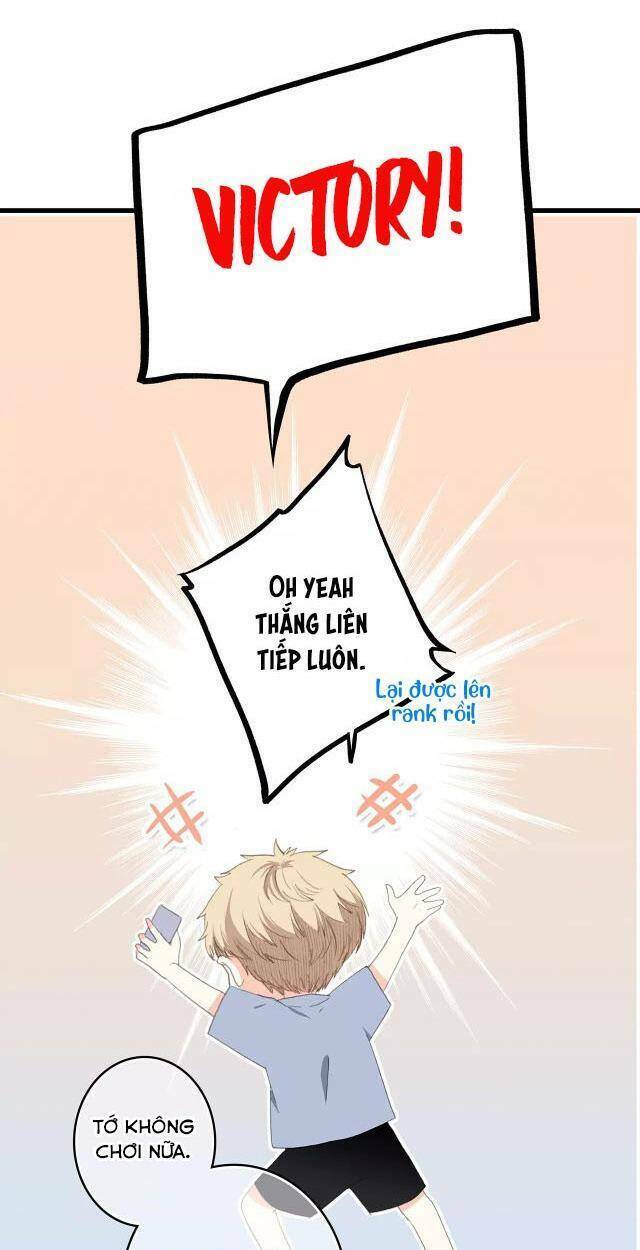 VICTORY!
OH YEAH
THẮNG LIÊN
TIẾP LUÔN.
Lại được lên
rank rồi!
TỚ KHÔNG
CHƠI NỮA.